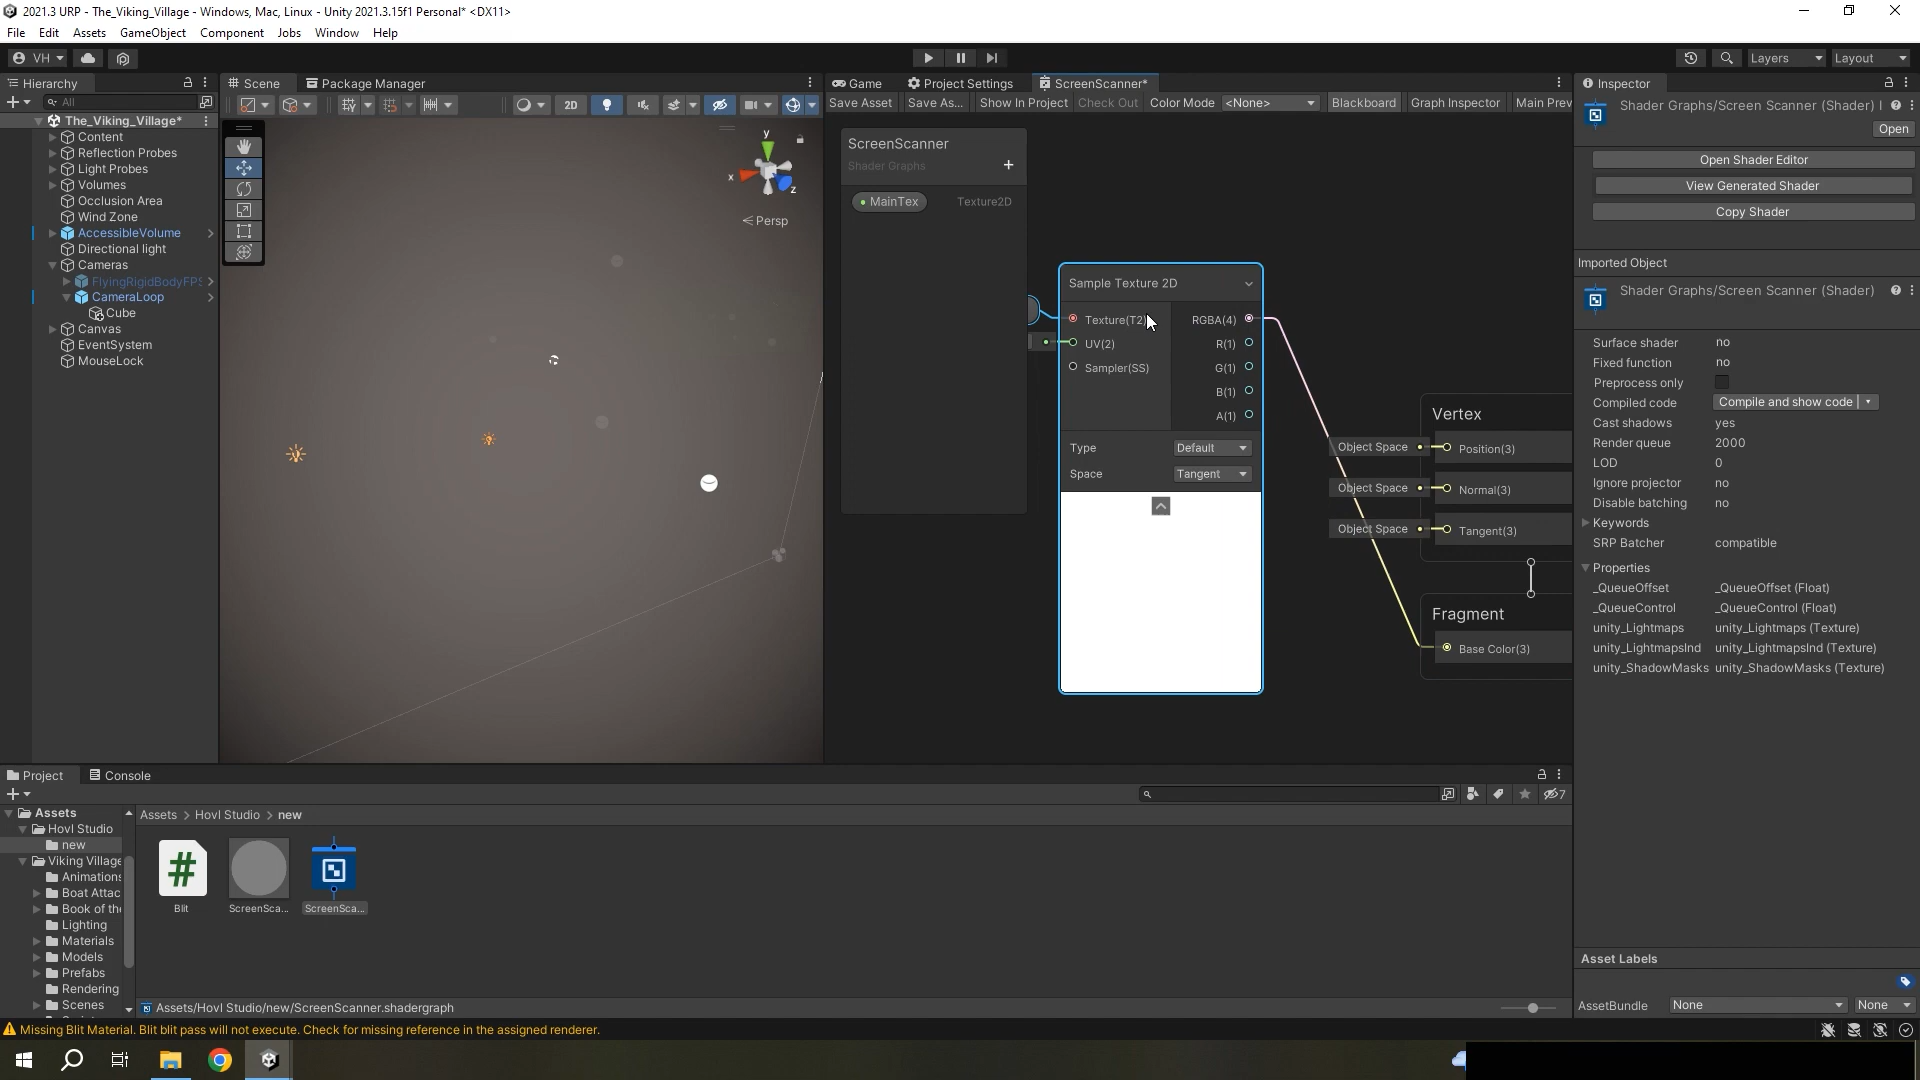 2021.3 URP - The_Viking_Village - Windows, Mac, Linux - Unity 2021.3.15f1 Personal* <DX11>
File Edit Assets GameObject Component Jobs Window Help
VH
Layers
Layout
Hierarchy
All
The_Viking_Village*
Content
Reflection Probes
Light Probes
Volumes
Occlusion Area
Wind Zone
AccessibleVolume
Directional light
Cameras
FlyingRigidBodyFPS
CameraLoop
Cube
Canvas
EventSystem
MouseLock
Scene
Package Manager
2D
y
x
z
Persp
Game
Project Settings
ScreenScanner*
Save Asset
Save As...
Show In Project
Check Out
Color Mode <None>
Blackboard
Graph Inspector
Main Prev
ScreenScanner
Shader Graphs
MainTex Texture2D
Sample Texture 2D
Texture(T2) RGBA(4)
UV(2) R(1)
Sampler(SS) G(1)
B(1)
A(1)
Type Default
Space Tangent
Vertex
Object Space Position(3)
Object Space Normal(3)
Object Space Tangent(3)
Fragment
Base Color(3)
Inspector
Shader Graphs/Screen Scanner (Shader) I
Open
Open Shader Editor
View Generated Shader
Copy Shader
Imported Object
Shader Graphs/Screen Scanner (Shader)
Surface shader no
Fixed function no
Preprocess only
Compiled code Compile and show code
Cast shadows yes
Render queue 2000
LOD 0
Ignore projector no
Disable batching no
Keywords
SRP Batcher compatible
Properties
_QueueOffset _QueueOffset (Float)
_QueueControl _QueueControl (Float)
unity_Lightmaps unity_Lightmaps (Texture)
unity_LightmapsInd unity_LightmapsInd (Texture)
unity_ShadowMasks unity_ShadowMasks (Texture)
Asset Labels
AssetBundle None None
Project
Console
7
Assets
Hovl Studio
new
Viking Village
Animations
Boat Attac
Book of the
Lighting
Materials
Models
Prefabs
Rendering
Scenes
Assets > Hovl Studio > new
Blit
ScreenSca...
ScreenSca...
Assets/Hovl Studio/new/ScreenScanner.shadergraph
Missing Blit Material. Blit blit pass will not execute. Check for missing reference in the assigned renderer.